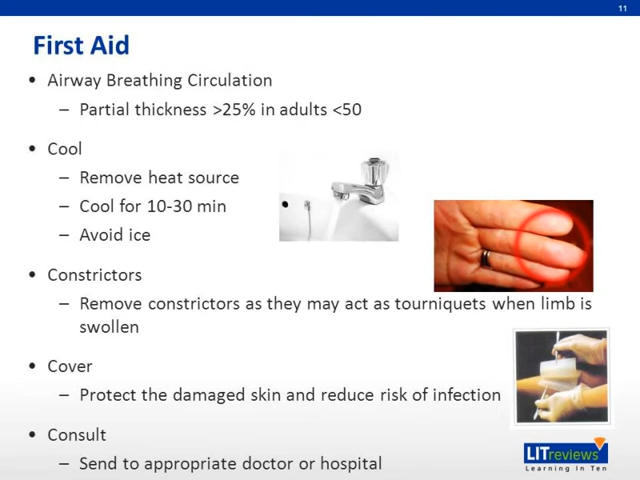 11
First Aid
• Airway Breathing Circulation
– Partial thickness >25% in adults <50
• Cool
– Remove heat source
– Cool for 10-30 min
– Avoid ice
• Constrictors
– Remove constrictors as they may act as tourniquets when limb is
swollen
• Cover
– Protect the damaged skin and reduce risk of infection
• Consult
– Send to appropriate doctor or hospital
LITreviews
Learning In Ten